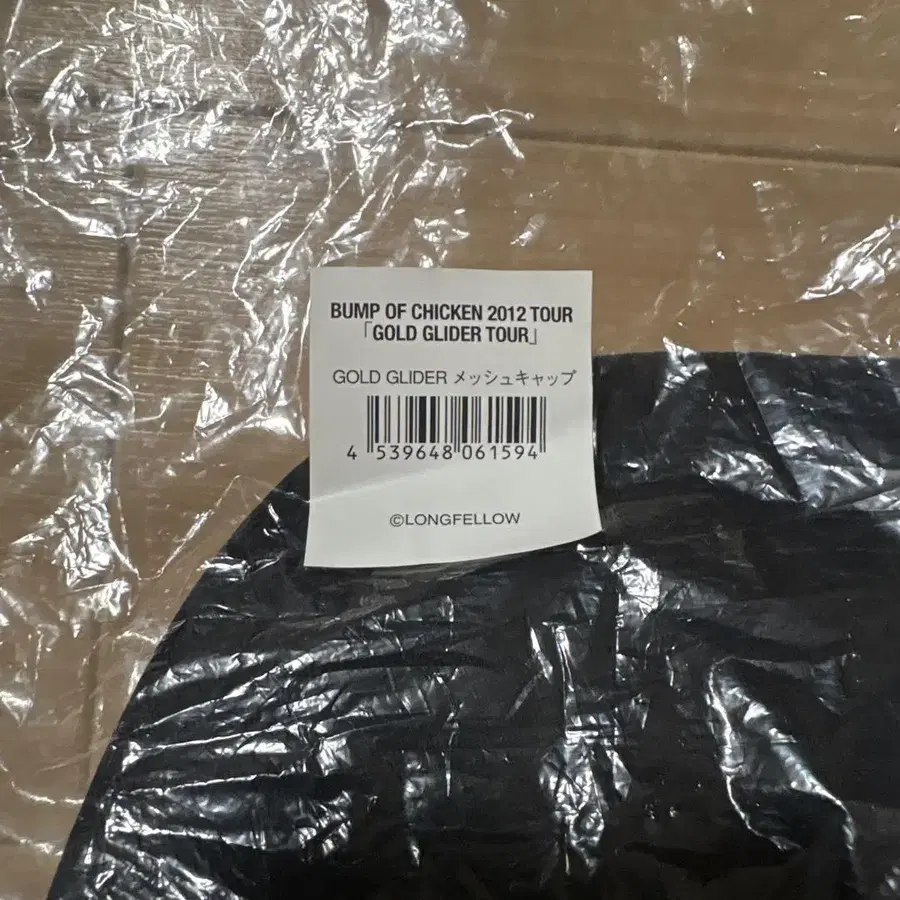 BUMP OF CHICKEN 2012 TOUR
「GOLD GLIDER TOUR」
GOLD GLIDER メッシュキャップ
4 539648 061594
©LONGFELLOW